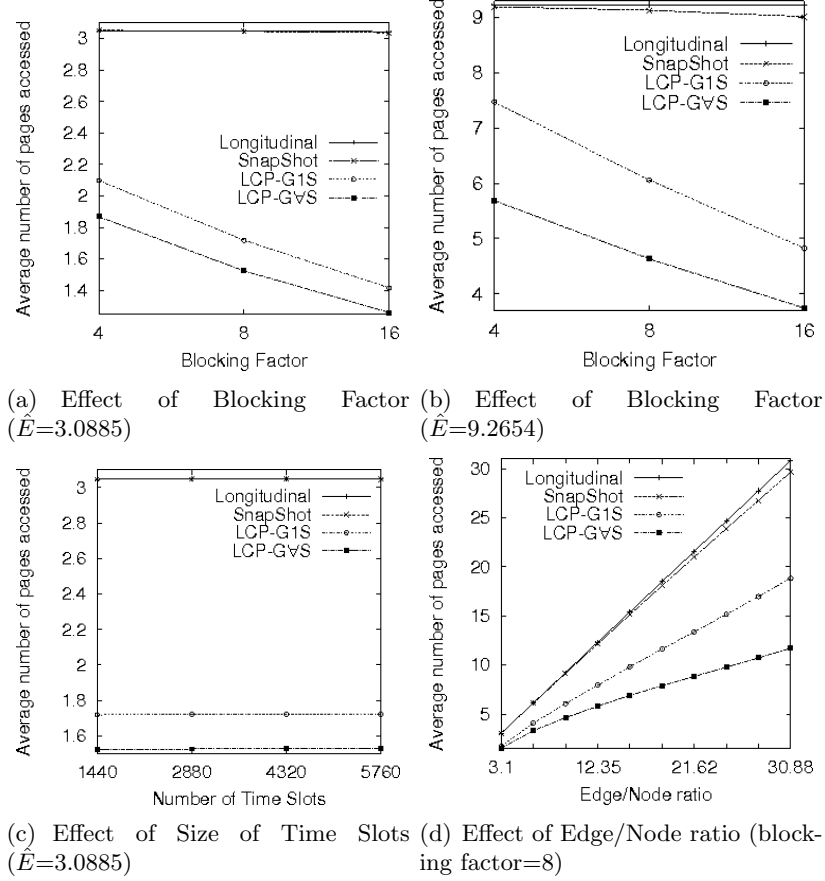 Average number of pages accessed
3
2.8
2.6
2.4
2.2
2
1.8
1.6
1.4
Longitudinal
SnapShot
LCP-G1S
LCP-G∀S
4
8
16
Blocking Factor
Average number of pages accessed
9
8
7
6
5
4
Longitudinal
SnapShot
LCP-G1S
LCP-G∀S
4
8
16
Blocking Factor
(a) Effect of Blocking Factor
(Ê=3.0885)
(b) Effect of Blocking Factor
(Ê=9.2654)
Average number of pages accessed
3
2.8
2.6
2.4
2.2
2
1.8
1.6
Longitudinal
SnapShot
LCP-G1S
LCP-G∀S
1440
2880
4320
5760
Number of Time Slots
Average number of pages accessed
30
25
20
15
10
5
Longitudinal
SnapShot
LCP-G1S
LCP-G∀S
3.1
12.35
21.62
30.88
Edge/Node ratio
(c) Effect of Size of Time Slots
(Ê=3.0885)
(d) Effect of Edge/Node ratio (block-
ing factor=8)